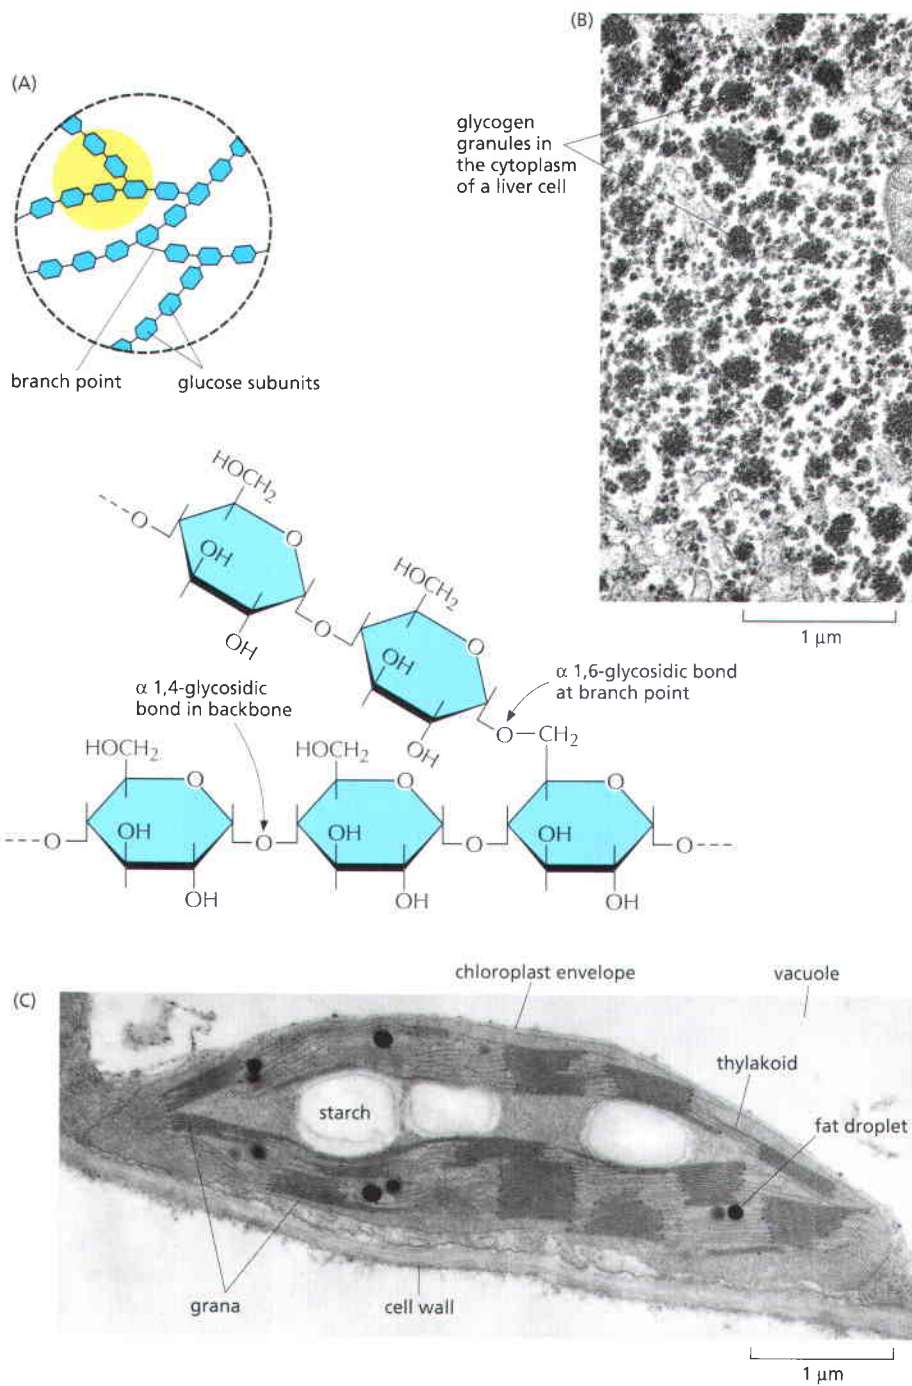 (A)
branch point
glucose subunits
(B)
glycogen
granules in
the cytoplasm
of a liver cell
1 μm
HOCH₂
O
O
OH
OH
O
HOCH₂
O
OH
OH
α 1,6-glycosidic bond
at branch point
O—CH₂
α 1,4-glycosidic
bond in backbone
HOCH₂
O
O
OH
OH
O
HOCH₂
O
OH
OH
O
O
OH
OH
O
(C)
chloroplast envelope
vacuole
thylakoid
starch
fat droplet
grana
cell wall
1 μm